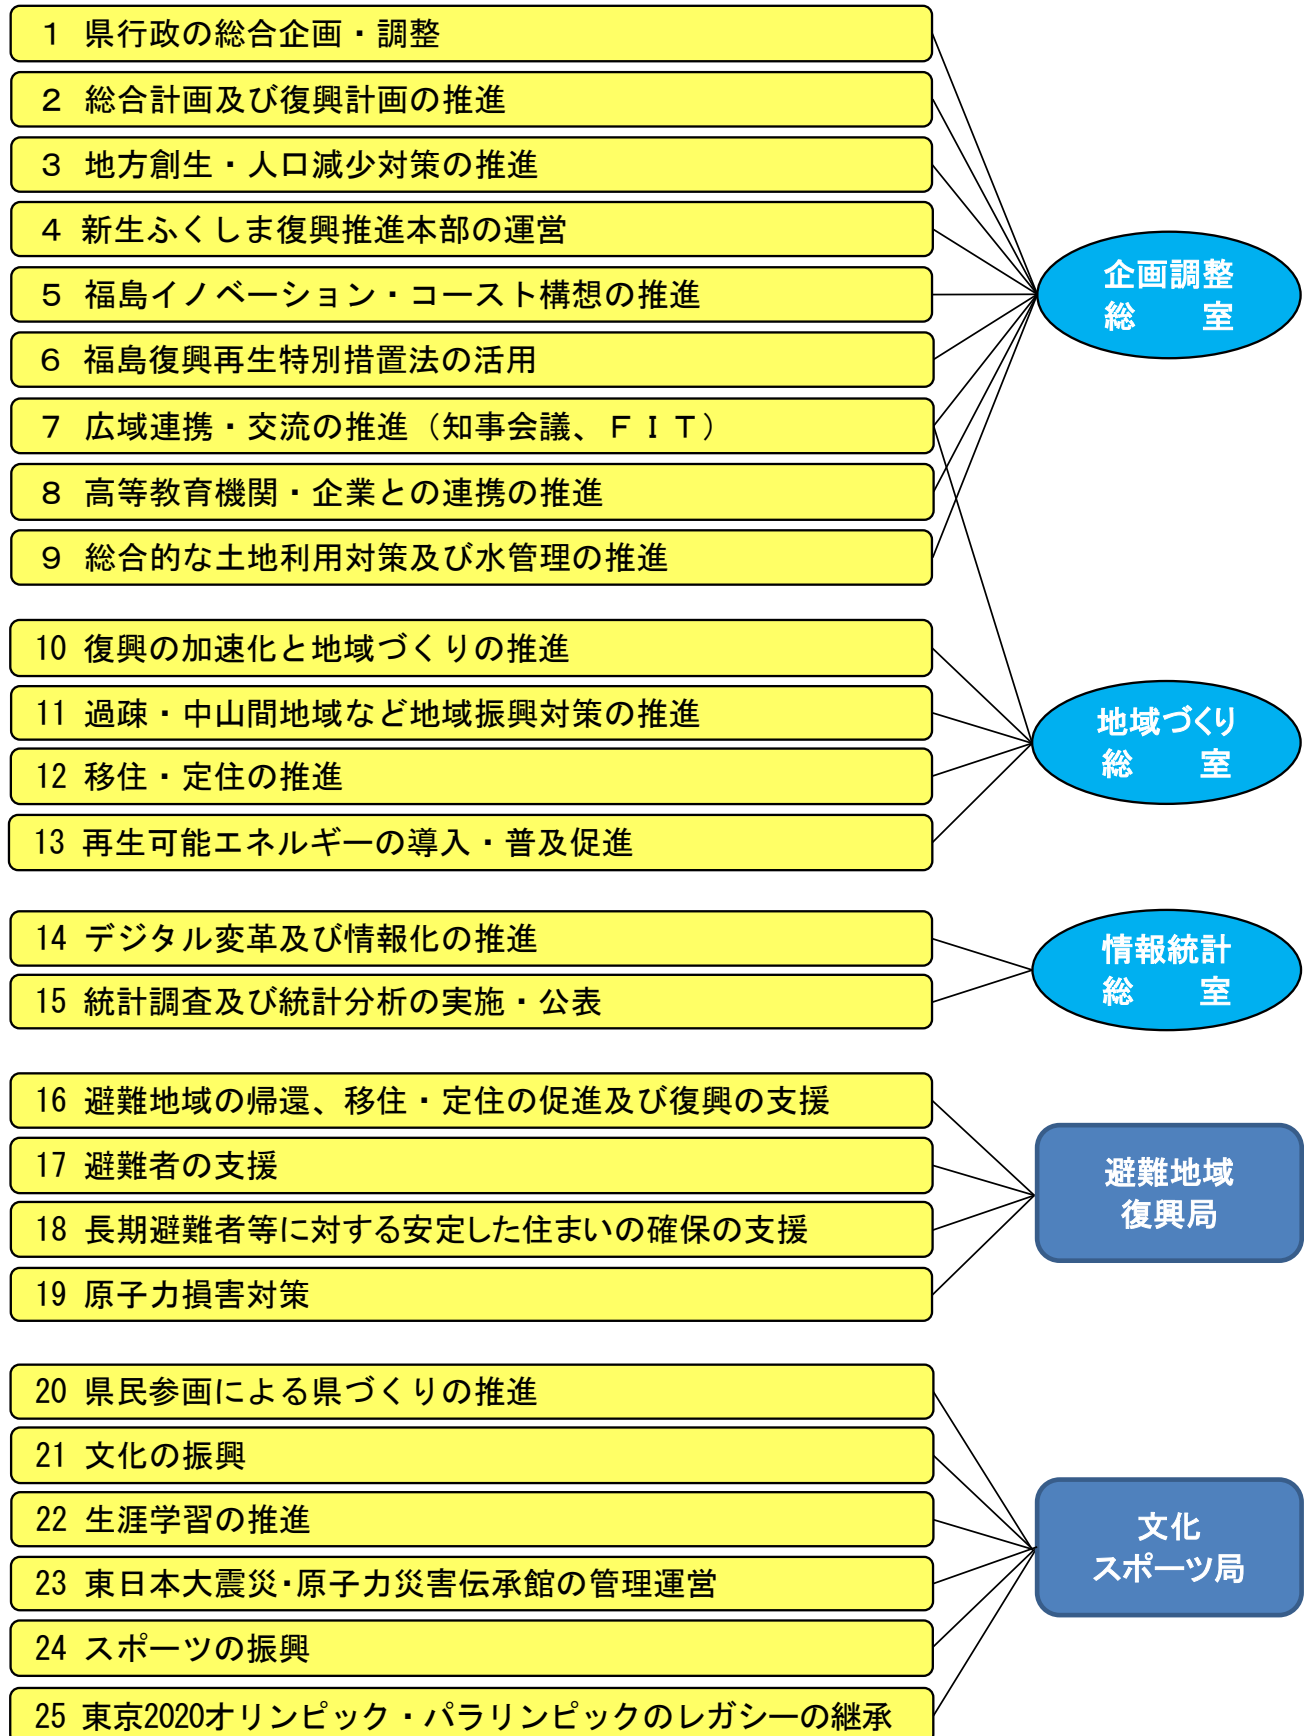 1 県行政の総合企画・調整
2 総合計画及び復興計画の推進
3 地方創生・人口減少対策の推進
4 新生ふくしま復興推進本部の運営
5 福島イノベーション・コースト構想の推進
6 福島復興再生特別措置法の活用
7 広域連携・交流の推進（知事会議、ＦＩＴ）
8 高等教育機関・企業との連携の推進
9 総合的な土地利用対策及び水管理の推進
企画調整
総　　室
10 復興の加速化と地域づくりの推進
11 過疎・中山間地域など地域振興対策の推進
12 移住・定住の推進
13 再生可能エネルギーの導入・普及促進
地域づくり
総　　室
14 デジタル変革及び情報化の推進
15 統計調査及び統計分析の実施・公表
情報統計
総　　室
16 避難地域の帰還、移住・定住の促進及び復興の支援
17 避難者の支援
18 長期避難者等に対する安定した住まいの確保の支援
19 原子力損害対策
避難地域
復興局
20 県民参画による県づくりの推進
21 文化の振興
22 生涯学習の推進
23 東日本大震災・原子力災害伝承館の管理運営
24 スポーツの振興
25 東京2020オリンピック・パラリンピックのレガシーの継承
文化
スポーツ局